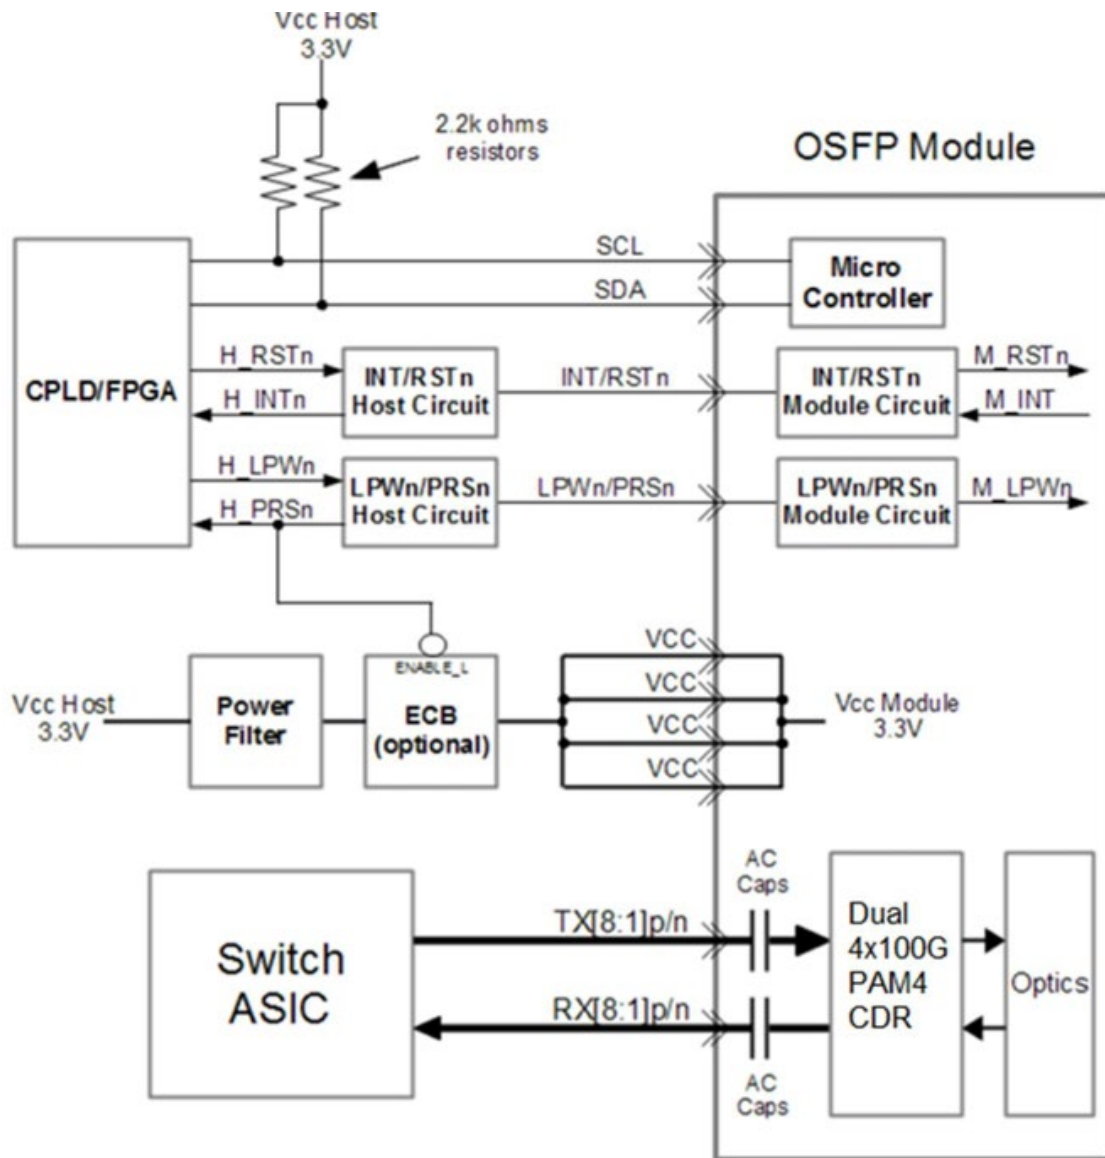 Vcc Host
3.3V
2.2k ohms
resistors
OSFP Module
SCL
SDA
Micro
Controller
CPLD/FPGA
H_RSTn
H_INTn
INT/RSTn
Host Circuit
INT/RSTn
INT/RSTn
Module Circuit
M_RSTn
M_INT
H_LPWn
H_PRSn
LPWn/PRSn
Host Circuit
LPWn/PRSn
LPWn/PRSn
Module Circuit
M_LPWn
Vcc Host
3.3V
Power
Filter
ENABLE_L
ECB
(optional)
VCC
VCC
VCC
VCC
Vcc Module
3.3V
Switch
ASIC
TX[8:1]p/n
RX[8:1]p/n
AC
Caps
AC
Caps
Dual
4x100G
PAM4
CDR
Optics